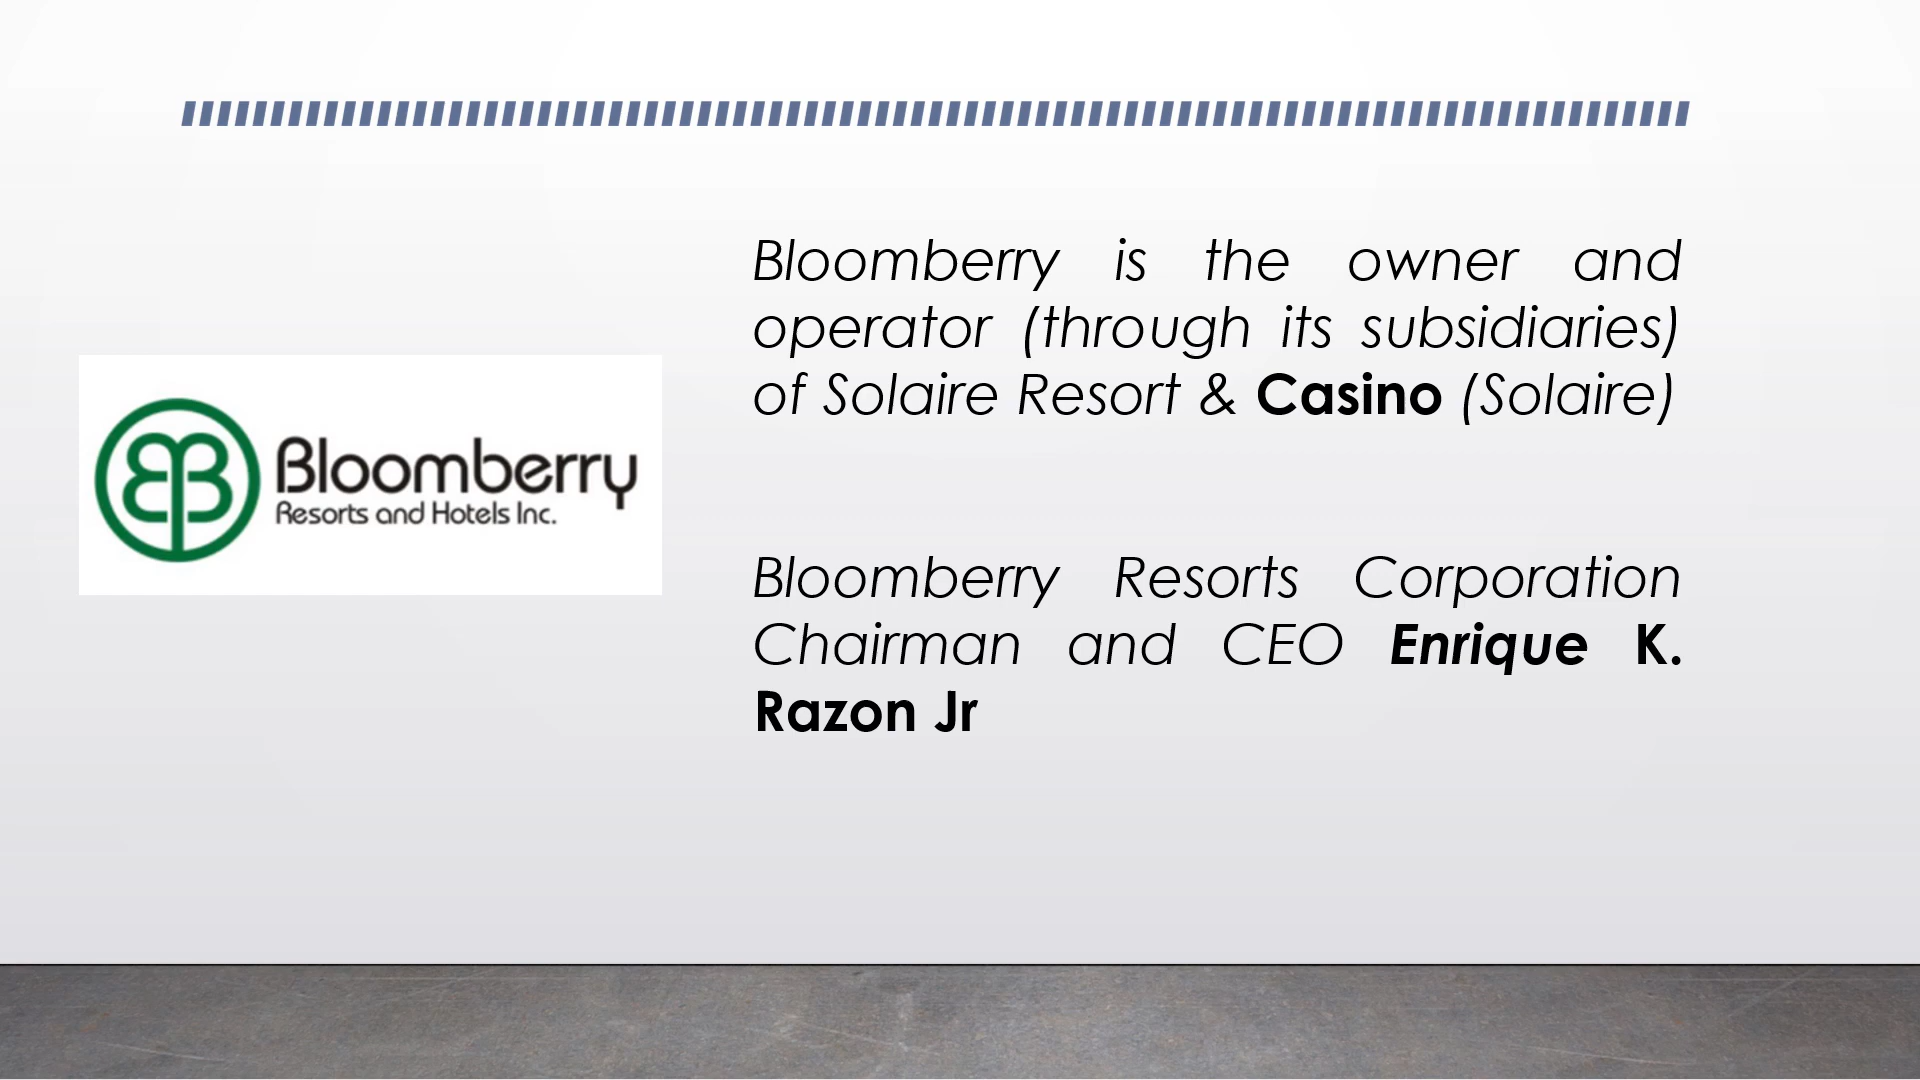 Bloomberry
Resorts and Hotels Inc.
Bloomberry is the owner and
operator (through its subsidiaries)
of Solaire Resort & Casino (Solaire)
Bloomberry Resorts Corporation
Chairman and CEO Enrique K.
Razon Jr